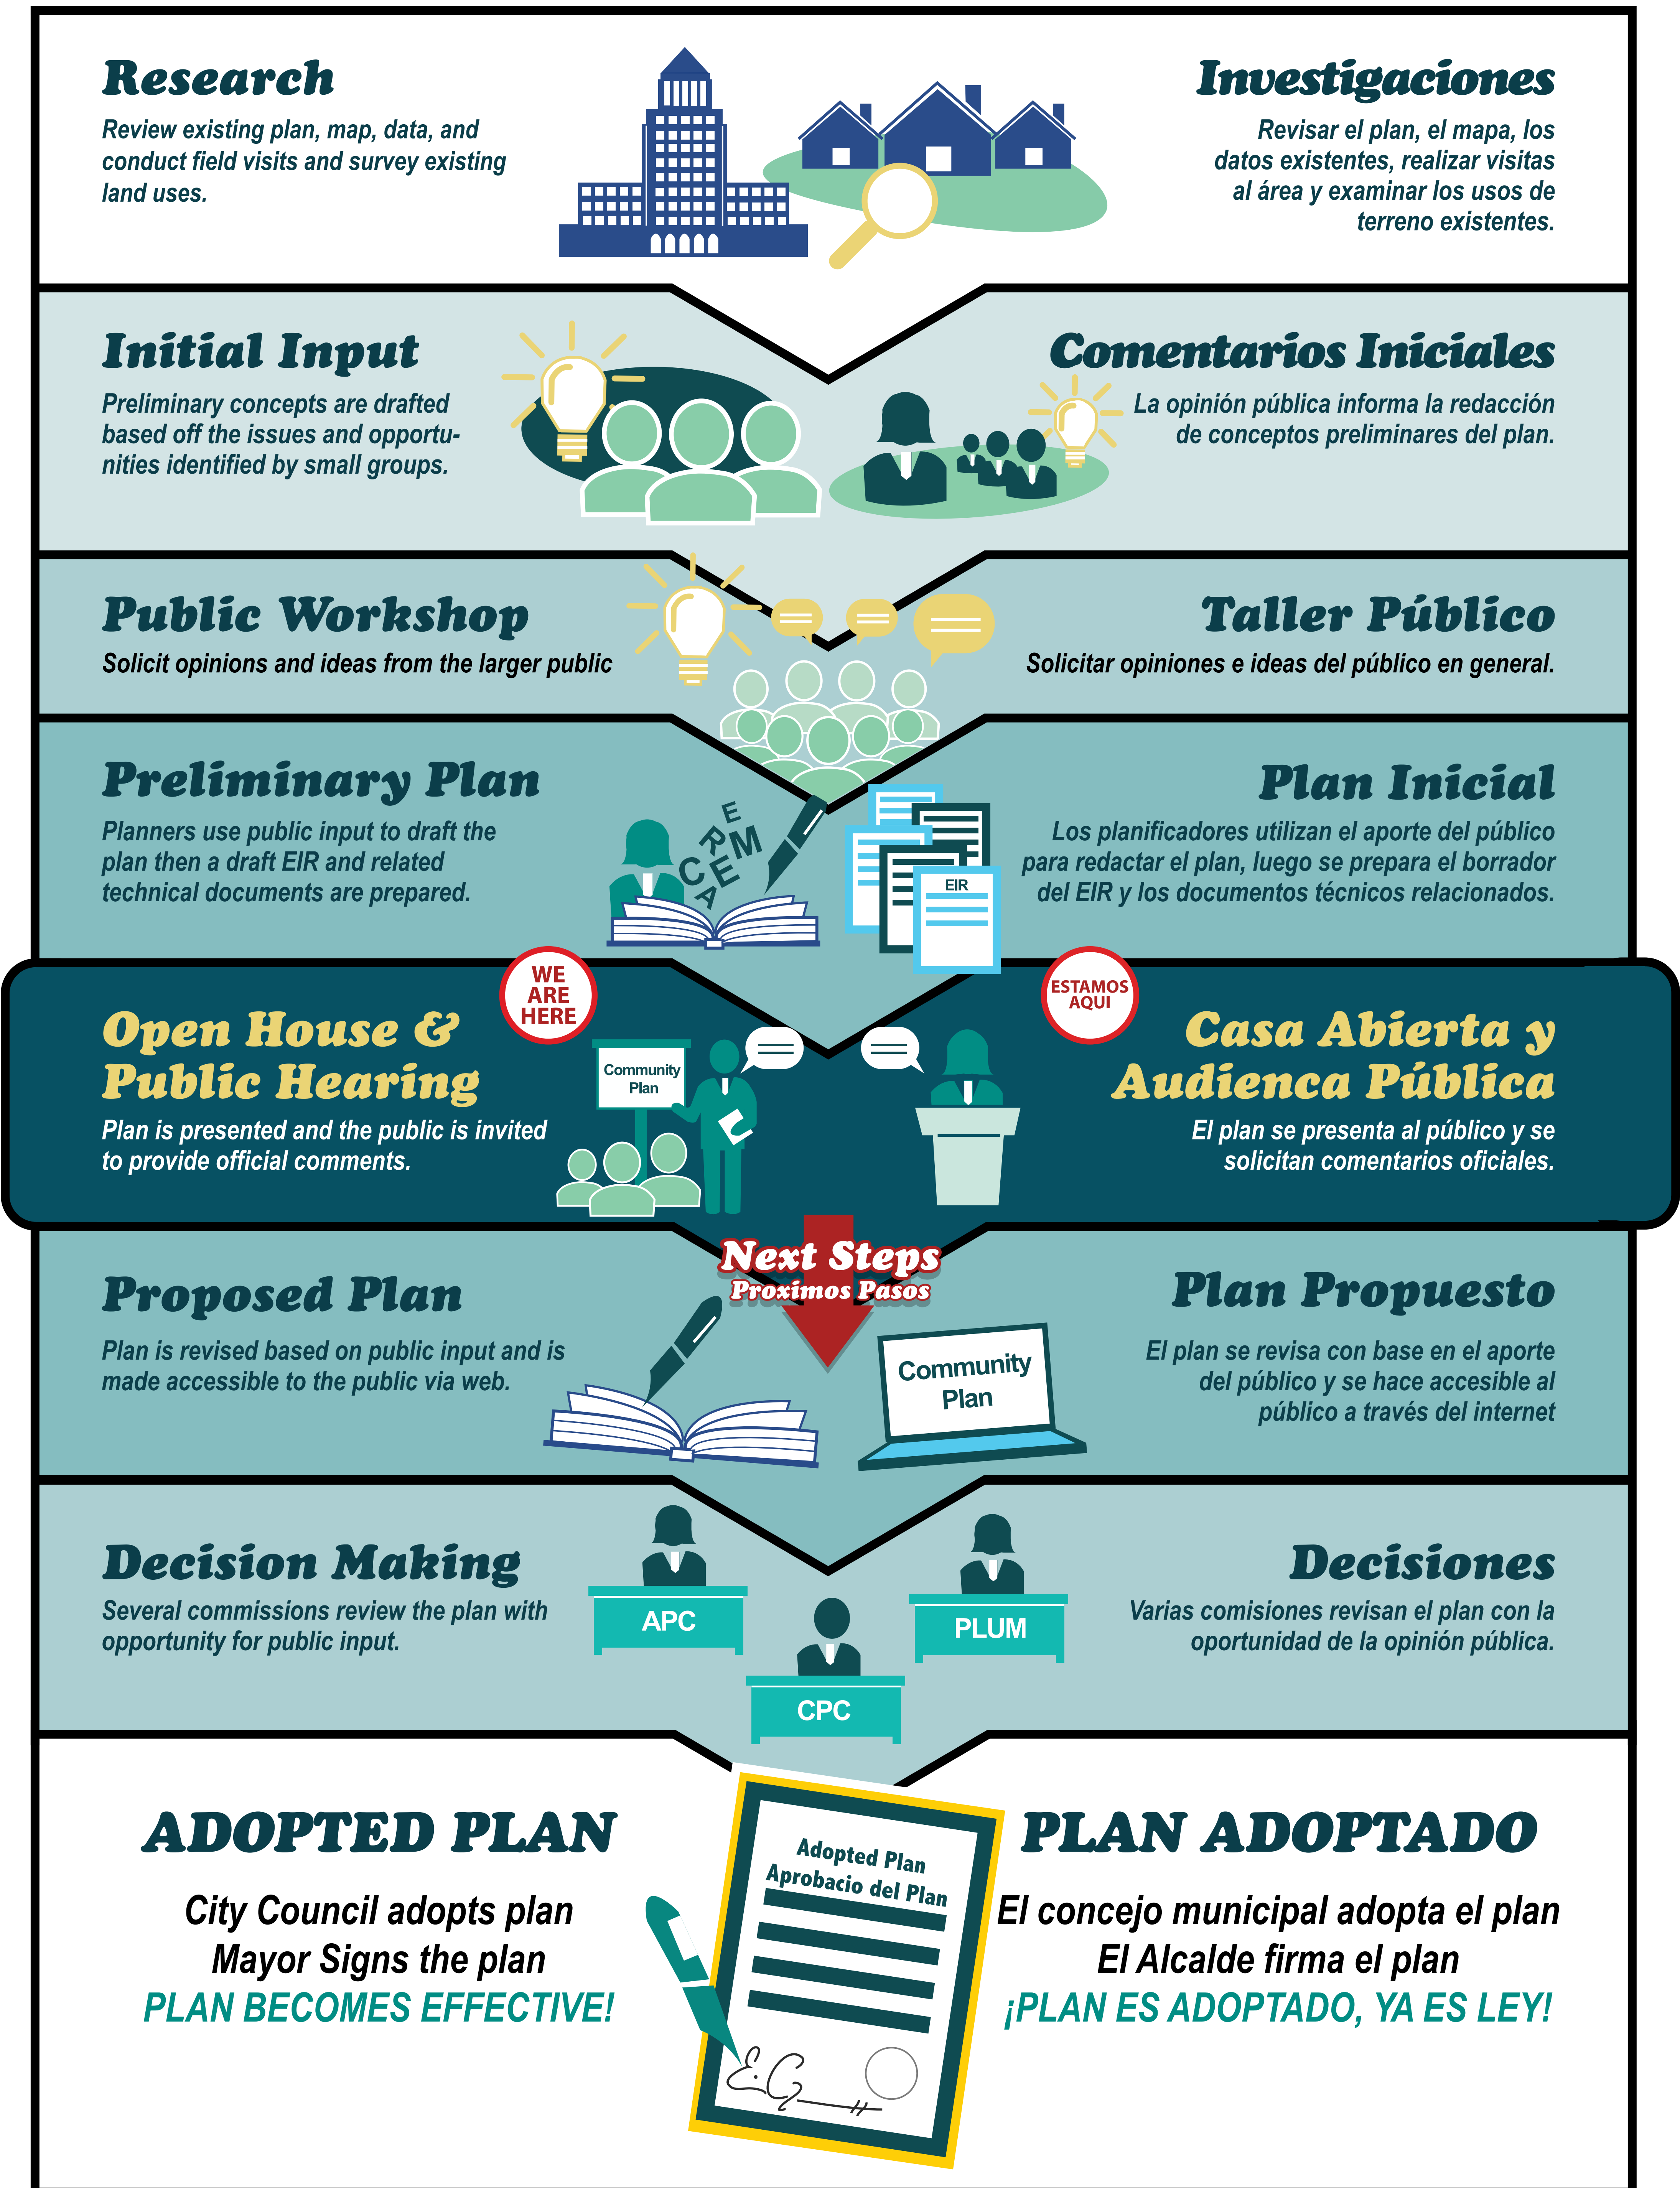 Research
Review existing plan, map, data, and
conduct field visits and survey existing
land uses.
Investigaciones
Revisar el plan, el mapa, los
datos existentes, realizar visitas
al área y examinar los usos de
terreno existentes.
Initial Input
Preliminary concepts are drafted
based off the issues and opportu-
nities identified by small groups.
Comentarios Iniciales
La opinión pública informa la redacción
de conceptos preliminares del plan.
Public Workshop
Solicit opinions and ideas from the larger public
Taller Público
Solicitar opiniones e ideas del público en general.
Preliminary Plan
Planners use public input to draft the
plan then a draft EIR and related
technical documents are prepared.
C R E A E M
EIR
Plan Inicial
Los planificadores utilizan el aporte del público
para redactar el plan, luego se prepara el borrador
del EIR y los documentos técnicos relacionados.
WE
ARE
HERE
ESTAMOS
AQUI
Open House &
Public Hearing
Plan is presented and the public is invited
to provide official comments.
Community
Plan
Casa Abierta y
Audienca Pública
El plan se presenta al público y se
solicitan comentarios oficiales.
Next Steps
Proximos Pasos
Proposed Plan
Plan is revised based on public input and is
made accessible to the public via web.
Community
Plan
Plan Propuesto
El plan se revisa con base en el aporte
del público y se hace accesible al
público a través del internet
Decision Making
Several commissions review the plan with
opportunity for public input.
APC
CPC
PLUM
Decisiones
Varias comisiones revisan el plan con la
oportunidad de la opinión pública.
ADOPTED PLAN
City Council adopts plan
Mayor Signs the plan
PLAN BECOMES EFFECTIVE!
Adopted Plan
Aprobacio del Plan
E.G.
PLAN ADOPTADO
El concejo municipal adopta el plan
El Alcalde firma el plan
¡PLAN ES ADOPTADO, YA ES LEY!